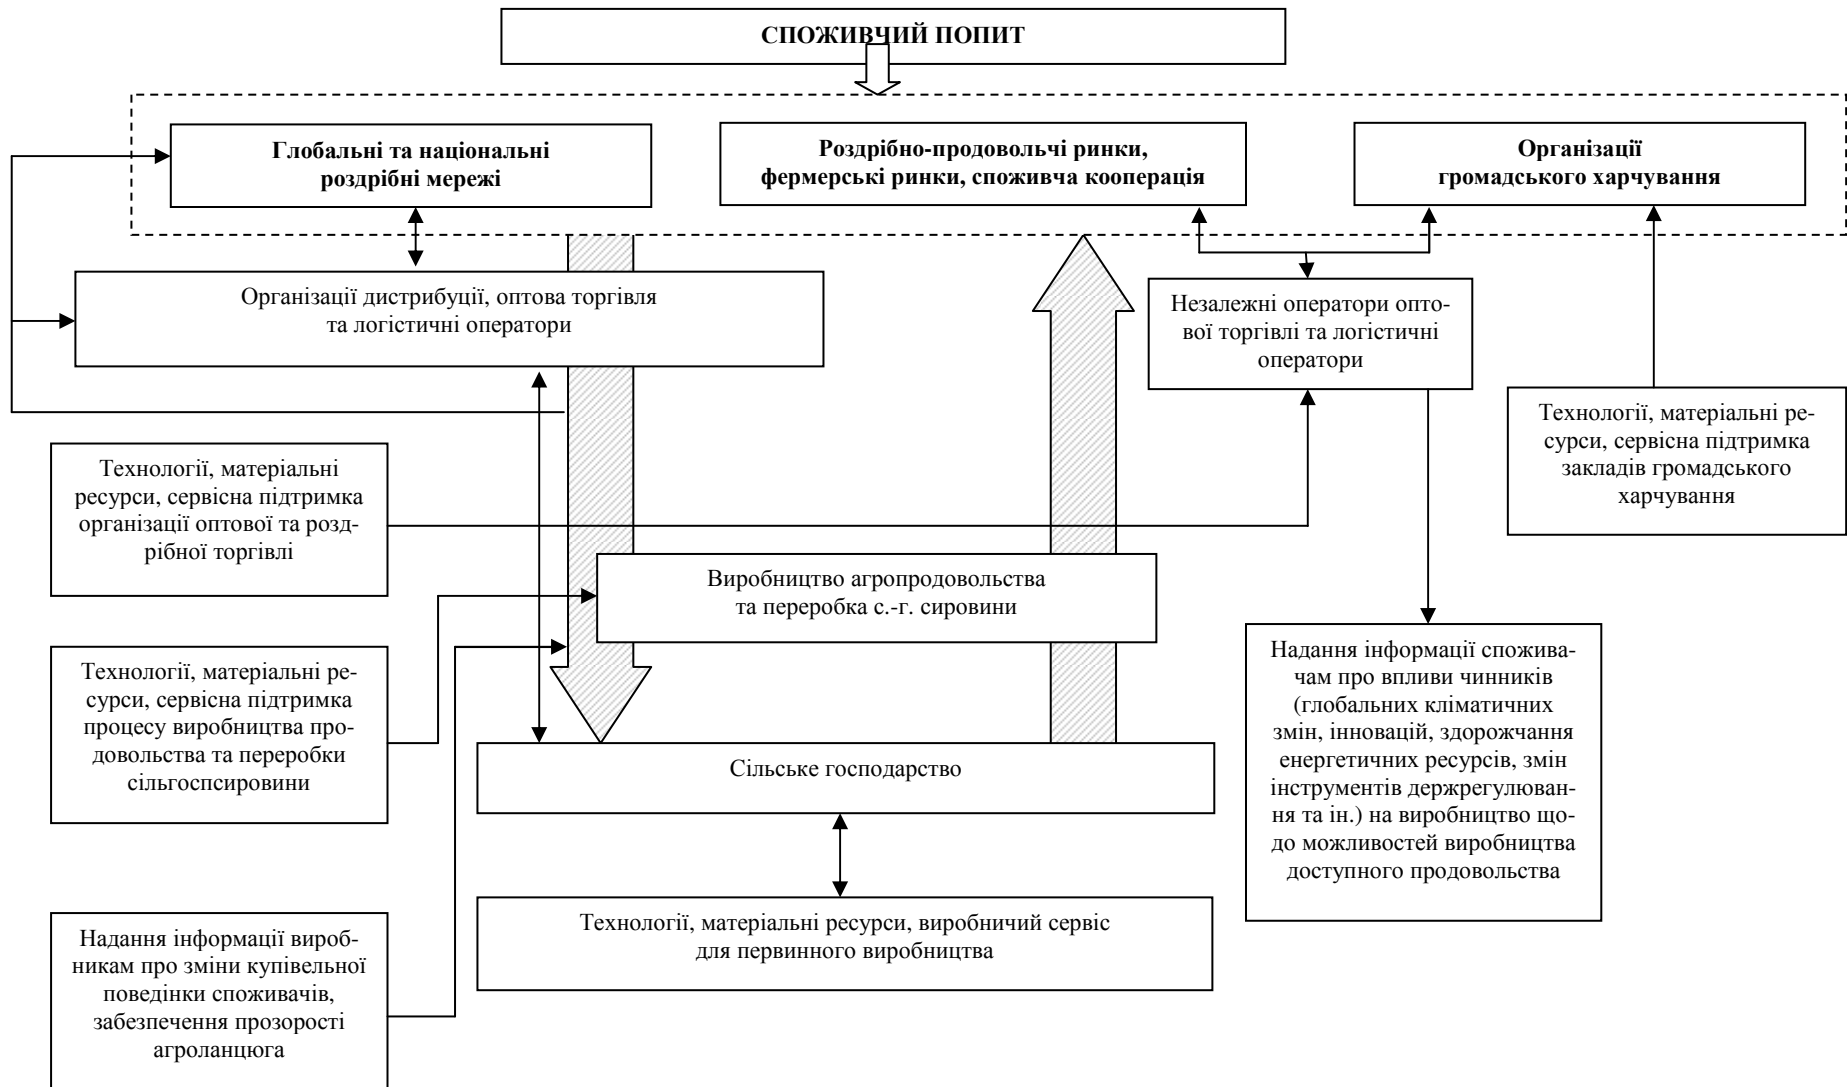 СПОЖИВЧИЙ ПОПИТ
Глобальні та національні
роздрібні мережі
Роздрібно-продовольчі ринки,
фермерські ринки, споживча кооперація
Організації
громадського харчування
Організації дистрибуції, оптова торгівля
та логістичні оператори
Незалежні оператори опто-
вої торгівлі та логістичні
оператори
Технології, матеріальні ре-
сурси, сервісна підтримка
закладів громадського
харчування
Технології, матеріальні
ресурси, сервісна підтримка
організації оптової та розд-
рібної торгівлі
Виробництво агропродовольства
та переробка с.-г. сировини
Технології, матеріальні ре-
сурси, сервісна підтримка
процесу виробництва про-
довольства та переробки
сільгоспсировини
Надання інформації спожива-
чам про впливи чинників
(глобальних кліматичних
змін, інновацій, здорожчання
енергетичних ресурсів, змін
інструментів держрегулюван-
ня та ін.) на виробництво що-
до можливостей виробництва
доступного продовольства
Сільське господарство
Технології, матеріальні ресурси, виробничий сервіс
для первинного виробництва
Надання інформації вироб-
никам про зміни купівельної
поведінки споживачів,
забезпечення прозорості
агроланцюга